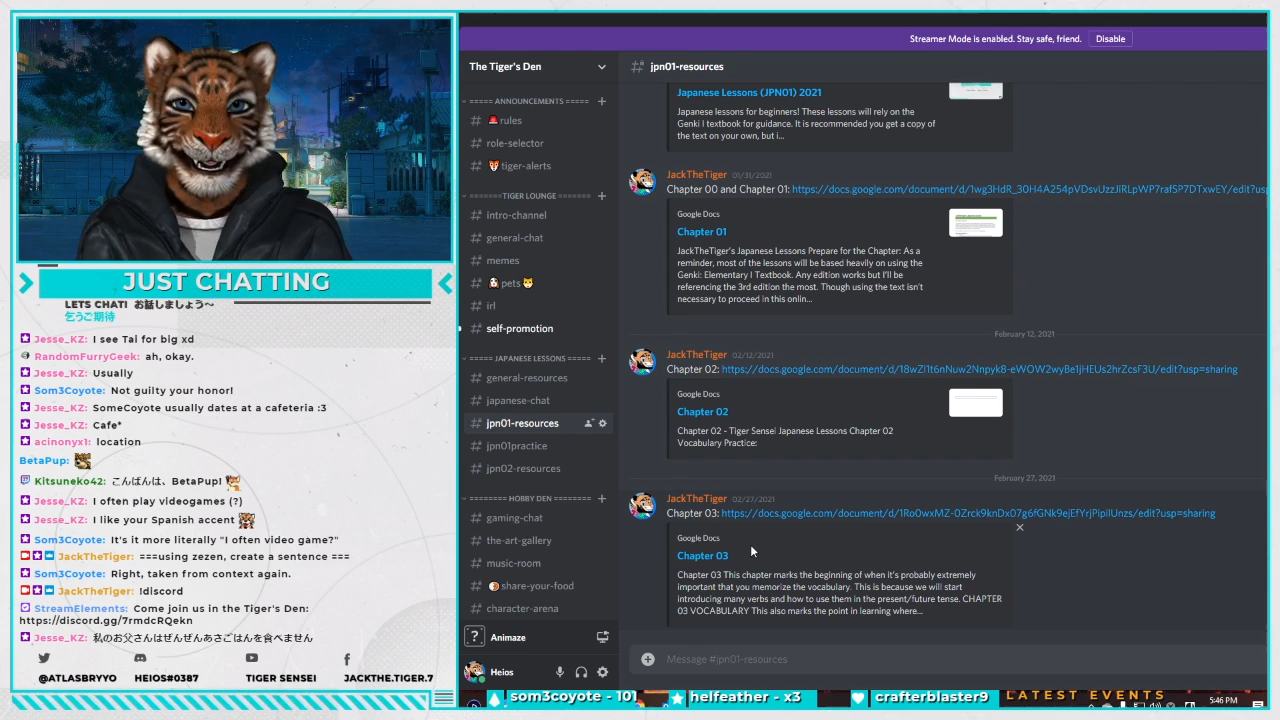 JUST CHATTING
LETS CHAT! お話しましょう〜
乞うご期待
Jesse_KZ: I see Tai for big xd
RandomFurryGeek: ah, okay.
Jesse_KZ: Usually
Som3Coyote: Not guilty your honor!
Jesse_KZ: SomeCoyote usually dates at a cafeteria :3
Jesse_KZ: Cafe*
acinonyx1: location
BetaPup:
Kitsuneko42: こんばんは、BetaPup!
Jesse_KZ: I often play videogames (?)
Jesse_KZ: I like your Spanish accent
Som3Coyote: It's it more literally "I often video game?"
JackTheTiger: ===using zezen, create a sentence ===
Som3Coyote: Right, taken from context again.
JackTheTiger: !discord
StreamElements: Come join us in the Tiger's Den:
https://discord.gg/7rmdcRQekn
Jesse_KZ: 私のお父さんはぜんぜんあさごはんを食べません
@ATLASBRYYO HEIOS#0387 TIGER SENSEI JACKTHE.TIGER.7
Streamer Mode is enabled. Stay safe, friend. Disable
The Tiger's Den
===== ANNOUNCEMENTS =====
rules
role-selector
tiger-alerts
=======TIGER LOUNGE=======
intro-channel
general-chat
memes
pets
irl
self-promotion
===== JAPANESE LESSONS =====
general-resources
japanese-chat
jpn01-resources
jpn01practice
jpn02-resources
======== HOBBY DEN ========
gaming-chat
the-art-gallery
music-room
share-your-food
character-arena
? Animaze
Heios
jpn01-resources
Japanese Lessons (JPN01) 2021
Japanese lessons for beginners! These lessons will rely on the
Genki I textbook for guidance. It is recommended you get a copy of
the text on your own, but i...
JackTheTiger 01/31/2021
Chapter 00 and Chapter 01: https://docs.google.com/document/d/1wg3HdR_30H4A254pVDsvUzzJlRLpWP7rafSP7DTxwEY/edit?usp
Google Docs
Chapter 01
JackTheTiger's Japanese Lessons Prepare for the Chapter: As a
reminder, most of the lessons will be based heavily on using the
Genki: Elementary I Textbook. Any edition works but I'll be
referencing the 3rd edition the most. Though using the text isn't
necessary to proceed in this onlin...
February 12, 2021
JackTheTiger 02/12/2021
Chapter 02: https://docs.google.com/document/d/18wZl1t6nNuw2Nnpyk8-eWOW2wyBe1jHEUs2hrZcsF3U/edit?usp=sharing
Google Docs
Chapter 02
Chapter 02 - Tiger Sensei Japanese Lessons Chapter 02
Vocabulary Practice:
February 27, 2021
JackTheTiger 02/27/2021
Chapter 03: https://docs.google.com/document/d/1Ro0wxMZ-0Zrck9knDx07g6fGNk9ejEfYrjPipIlUnzs/edit?usp=sharing
Google Docs
Chapter 03
Chapter 03 This chapter marks the beginning of when it's probably extremely
important that you memorize the vocabulary. This is because we will start
introducing many verbs and how to use them in the present/future tense. CHAPTER
03 VOCABULARY This also marks the point in learning where...
Message #jpn01-resources
som3coyote - 101 hsfeather - x3 crafterblaster9 LATEST EVENTS
5:46 PM